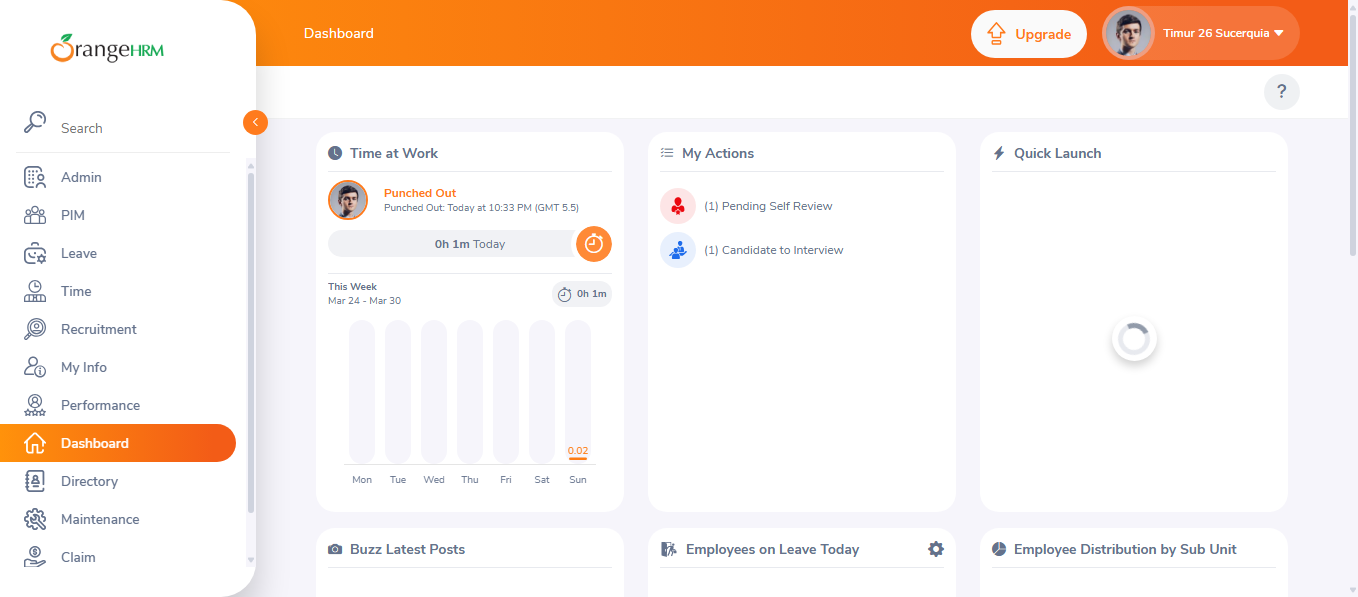 OrangeHRM
Search
Admin
PIM
Leave
Time
Recruitment
My Info
Performance
Dashboard
Directory
Maintenance
Claim
Dashboard
Upgrade
Timur 26 Sucerquia
?
Time at Work
Punched Out
Punched Out: Today at 10:33 PM (GMT 5.5)
0h 1m Today
This Week
Mar 24 - Mar 30
0h 1m
0.02
Mon Tue Wed Thu Fri Sat Sun
My Actions
(1) Pending Self Review
(1) Candidate to Interview
Quick Launch
Buzz Latest Posts
Employees on Leave Today
Employee Distribution by Sub Unit